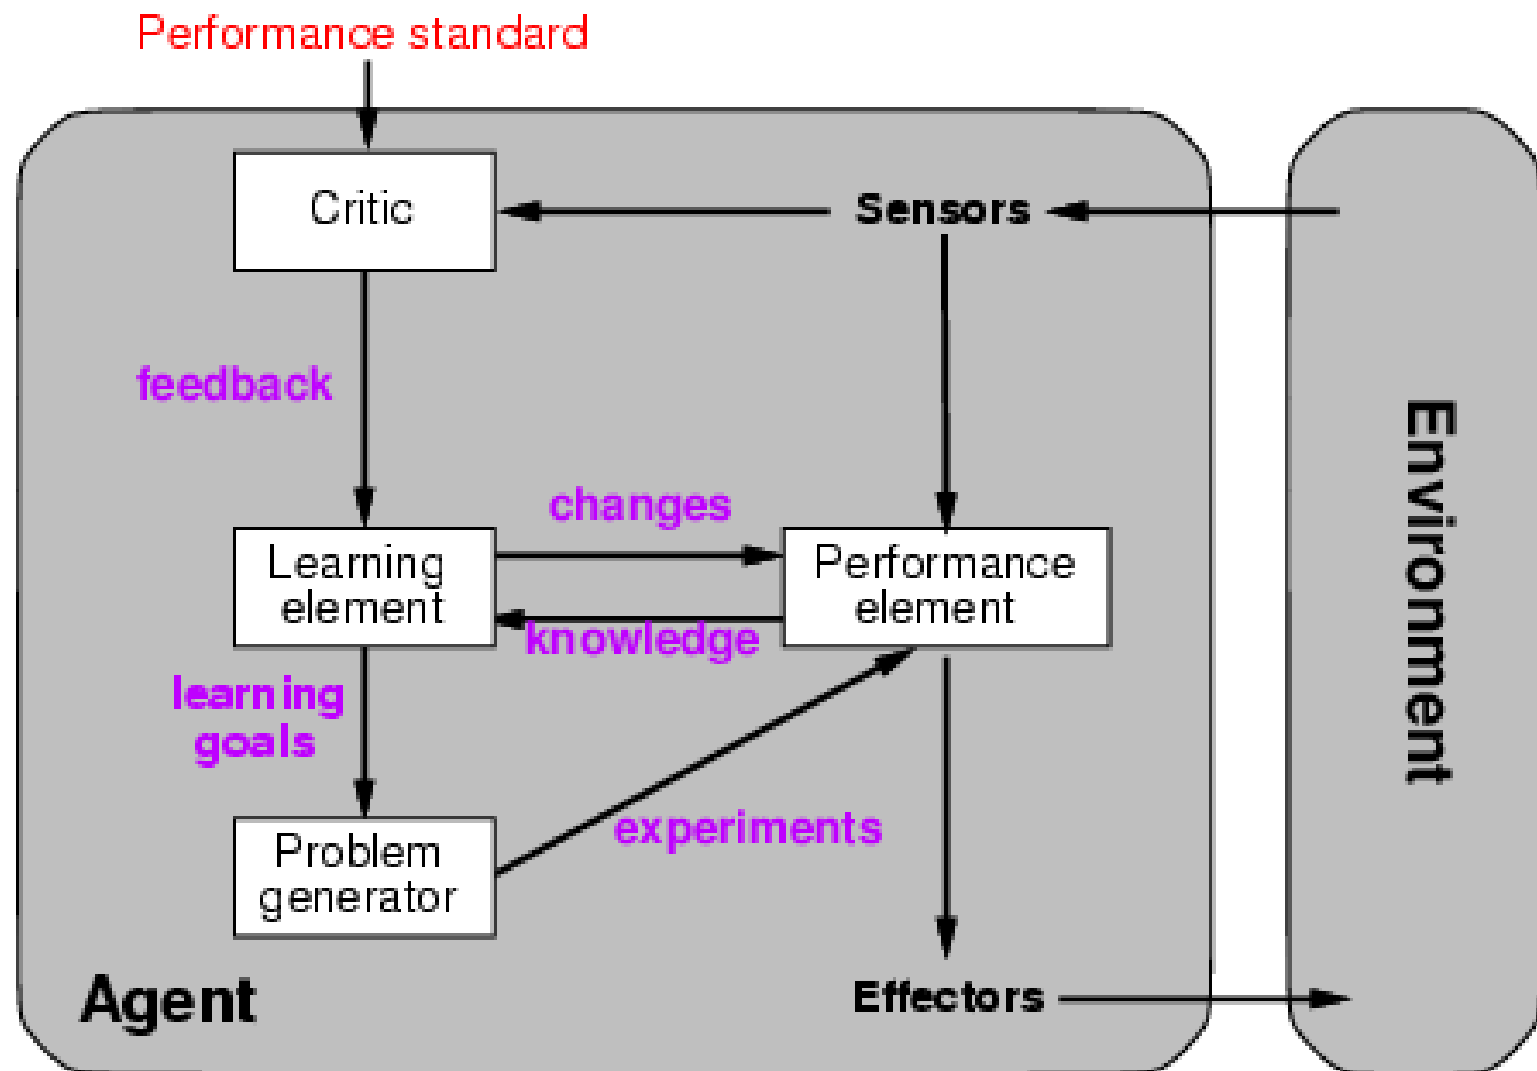 Performance standard
Critic
Sensors
feedback
changes
Learning
element
Performance
element
knowledge
learning
goals
experiments
Problem
generator
Agent
Effectors
Environment